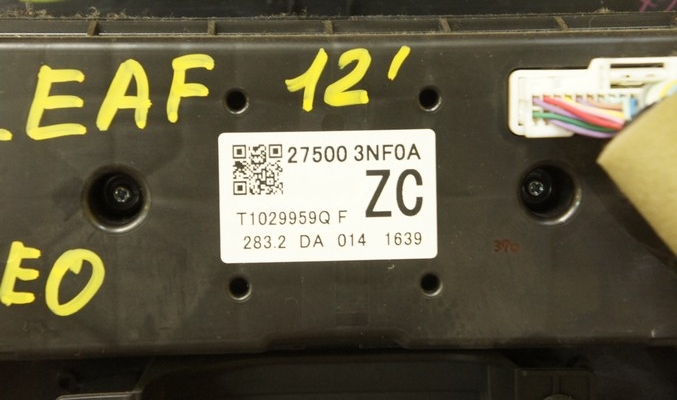 LEAF 12'
27500 3NF0A
ZC
T1029959Q F
283.2 DA 014 1639
EO